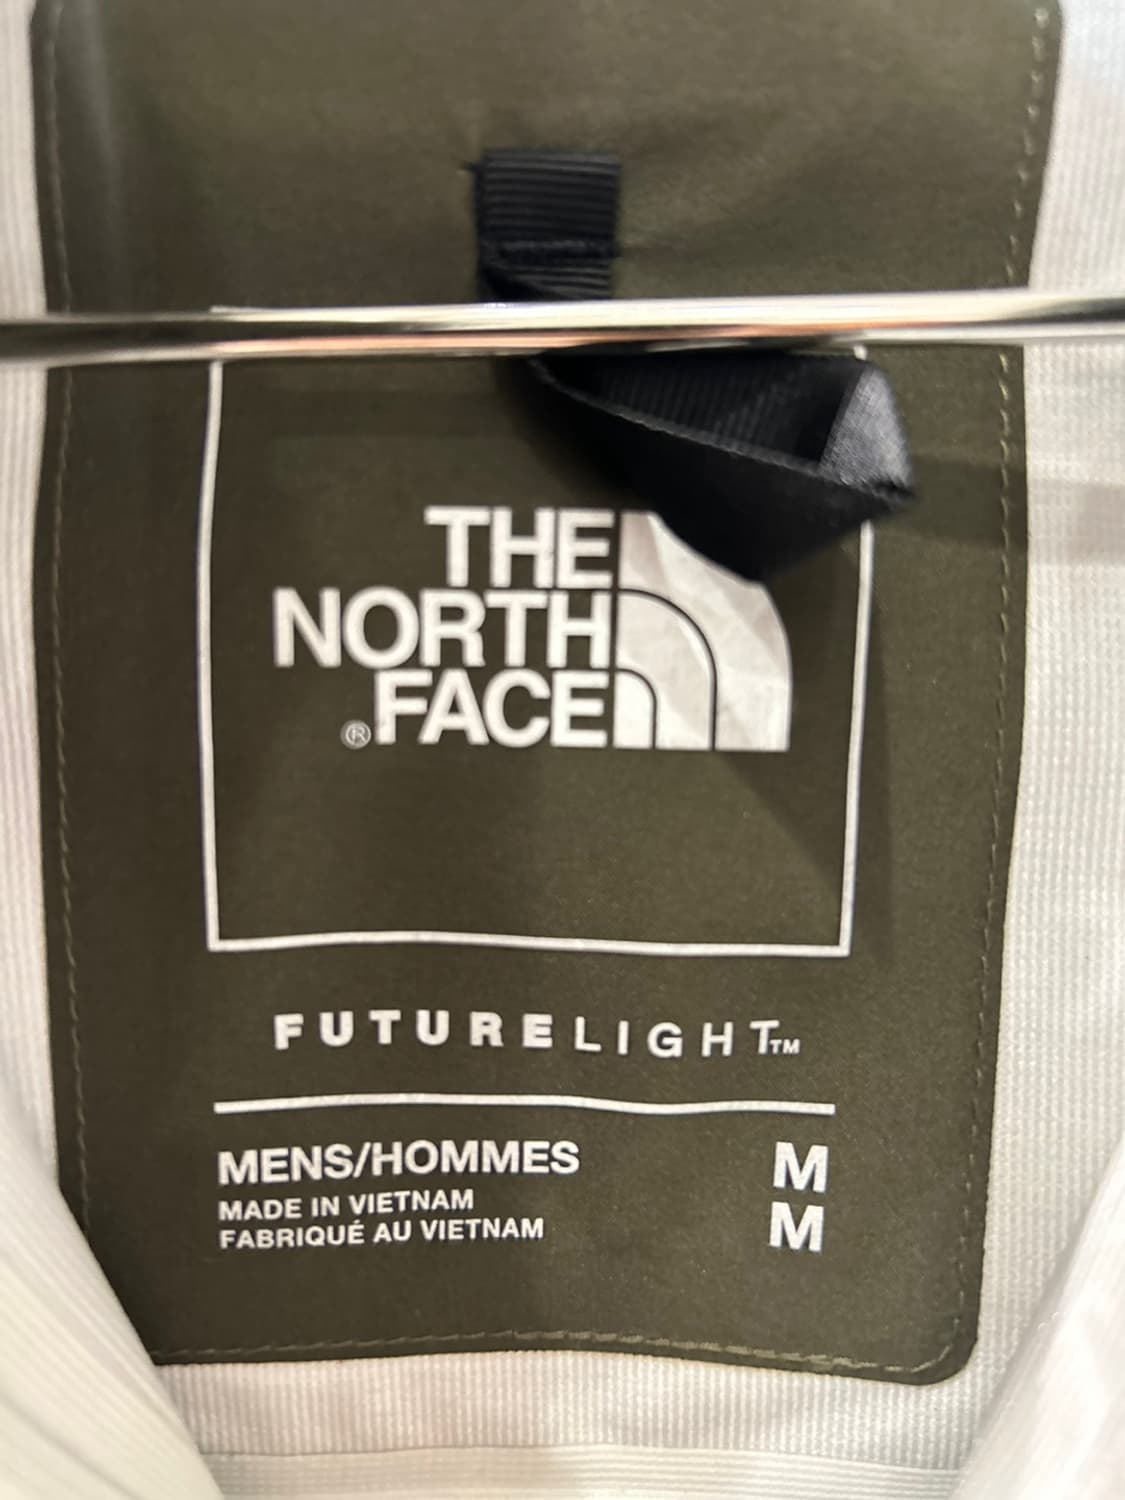 THE
NORTH
®FACE
FUTURELIGHT™
MENS/HOMMES M
MADE IN VIETNAM
FABRIQUÉ AU VIETNAM M